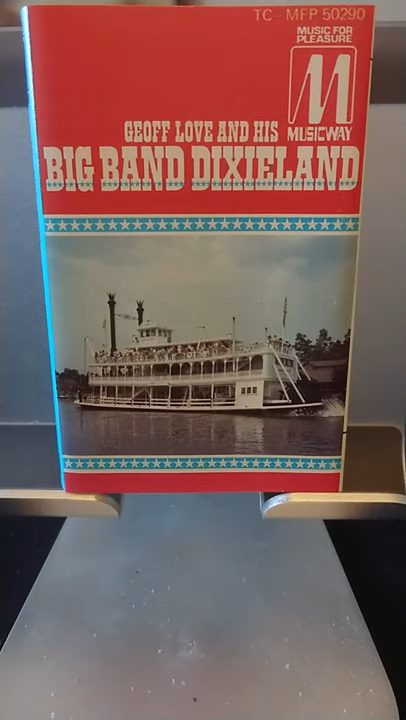 TC - MFP 50290
MUSIC FOR
PLEASURE
M
MUSICWAY
GEOFF LOVE AND HIS
BIG BAND DIXIELAND